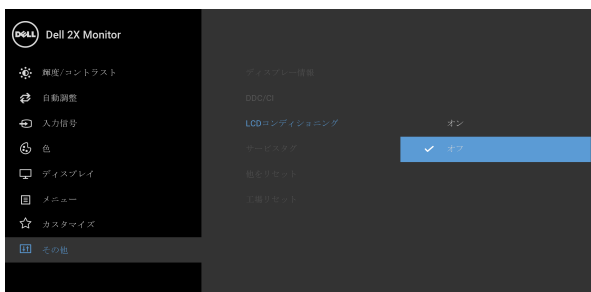 DELL Dell 2X Monitor
輝度/コントラスト
自動調整
入力信号
色
ディスプレイ
メニュー
カスタマイズ
その他
ディスプレー情報
DDC/CI
LCDコンディショニング
サービスタグ
他をリセット
工場リセット
オン
オフ